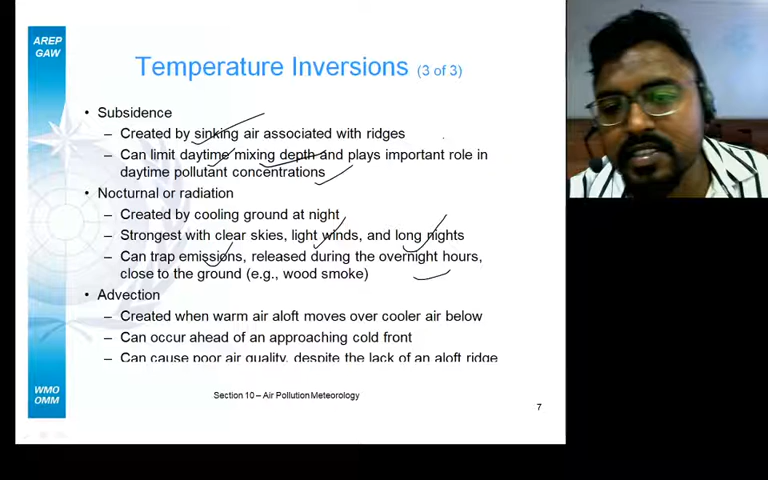 AREP
GAW
Temperature Inversions (3 of 3)
• Subsidence
– Created by sinking air associated with ridges
– Can limit daytime mixing depth and plays important role in
daytime pollutant concentrations
• Nocturnal or radiation
– Created by cooling ground at night
– Strongest with clear skies, light winds, and long nights
– Can trap emissions, released during the overnight hours,
close to the ground (e.g., wood smoke)
• Advection
– Created when warm air aloft moves over cooler air below
– Can occur ahead of an approaching cold front
– Can cause poor air quality, despite the lack of an aloft ridge
WMO
OMM
Section 10 – Air Pollution Meteorology
7